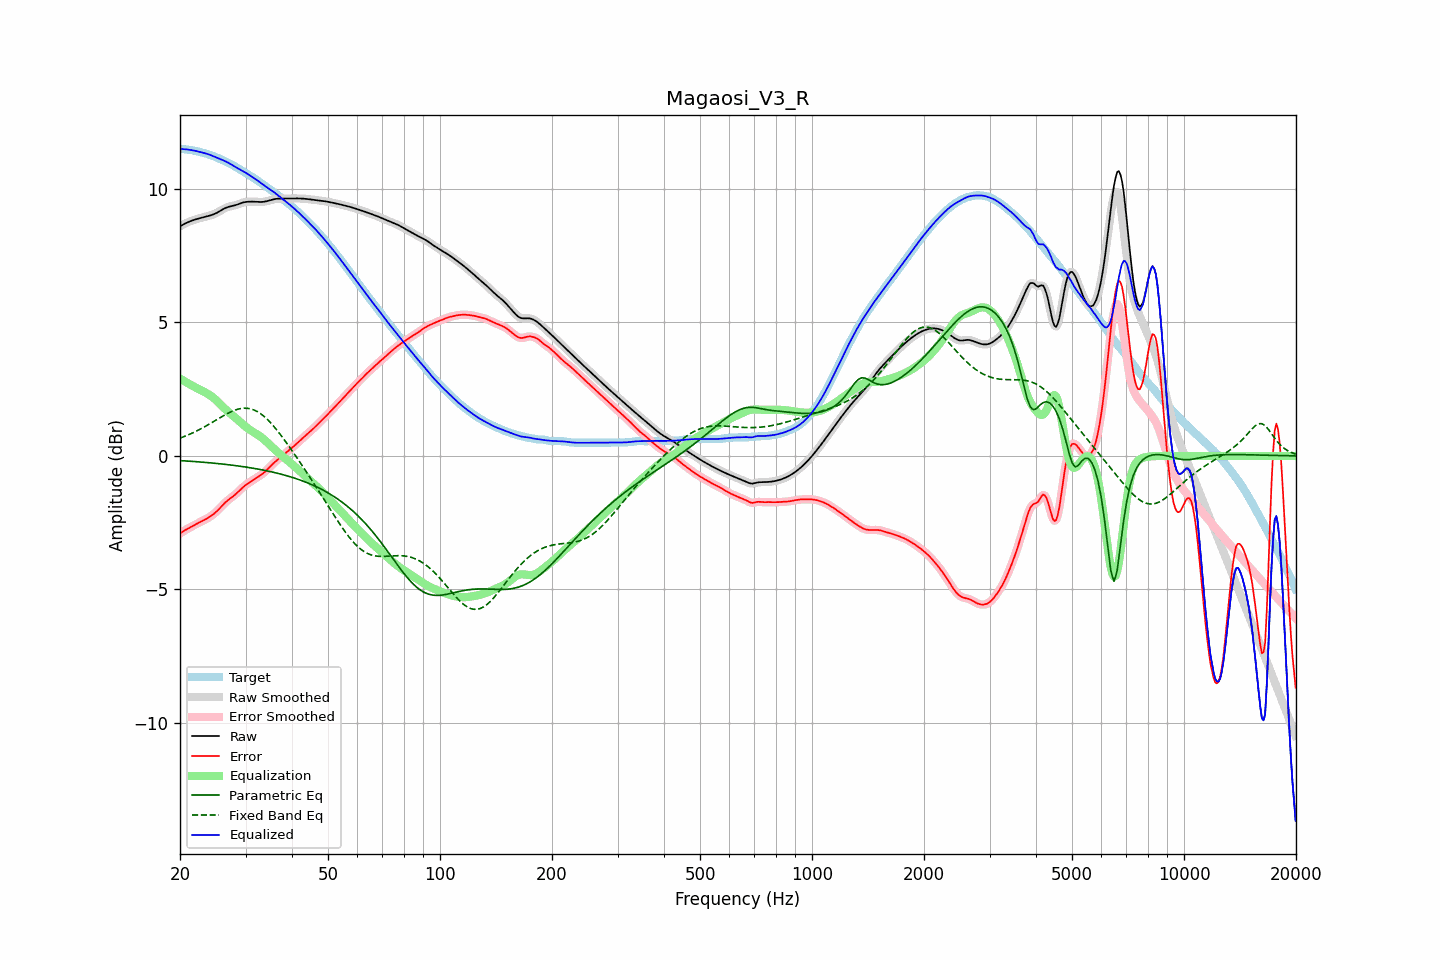 Magaosi_V3_R
Amplitude (dBr)
10
5
0
−5
−10
Target
Raw Smoothed
Error Smoothed
Raw
Error
Equalization
Parametric Eq
Fixed Band Eq
Equalized
20 50 100 200 500 1000 2000 5000 10000 20000
Frequency (Hz)